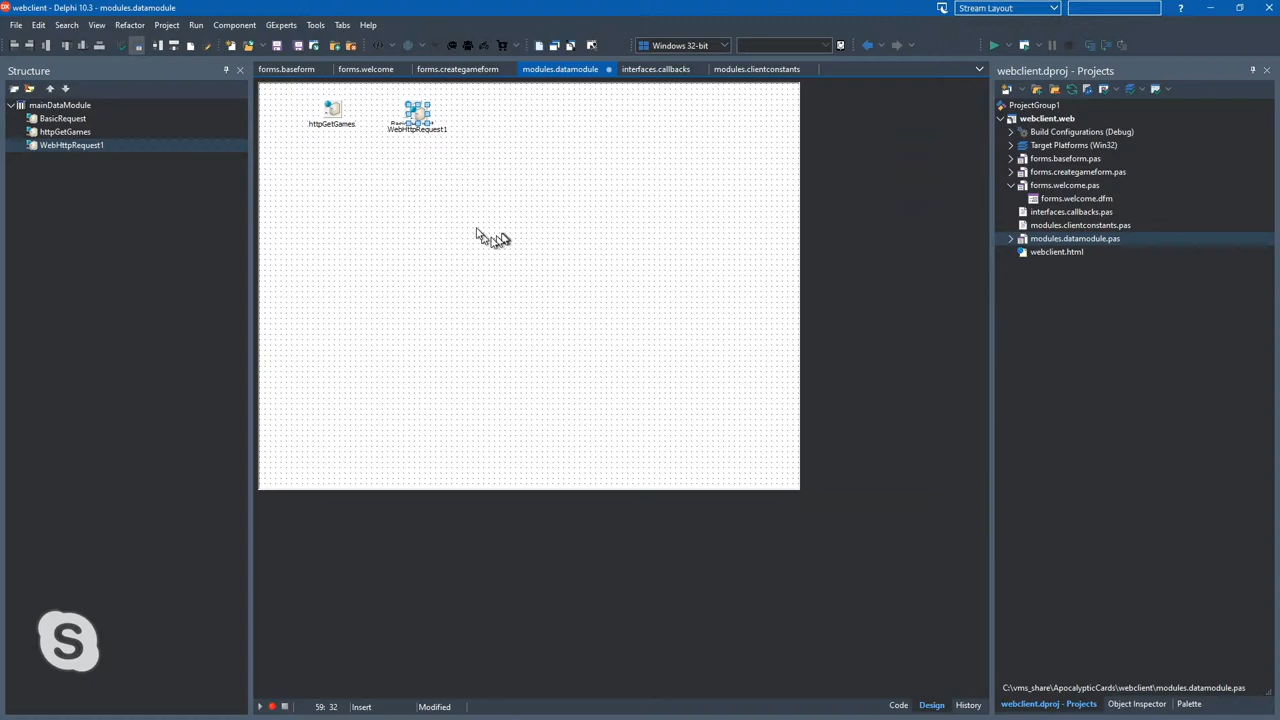 webclient - Delphi 10.3 - modules.datamodule
Stream Layout
File Edit Search View Refactor Project Run Component GExperts Tools Tabs Help
Windows 32-bit
Structure
mainDataModule
BasicRequest
httpGetGames
WebHttpRequest1
forms.baseform forms.welcome forms.creategameform modules.datamodule interfaces.callbacks modules.clientconstants
httpGetGames
WebHttpRequest1
webclient.dproj - Projects
ProjectGroup1
webclient.web
Build Configurations (Debug)
Target Platforms (Win32)
forms.baseform.pas
forms.creategameform.pas
forms.welcome.pas
forms.welcome.dfm
interfaces.callbacks.pas
modules.clientconstants.pas
modules.datamodule.pas
webclient.html
C:\vms_share\ApocalypticCards\webclient\modules.datamodule.pas
59: 32 Insert Modified Code Design History
webclient.dproj - Projects Object Inspector Palette